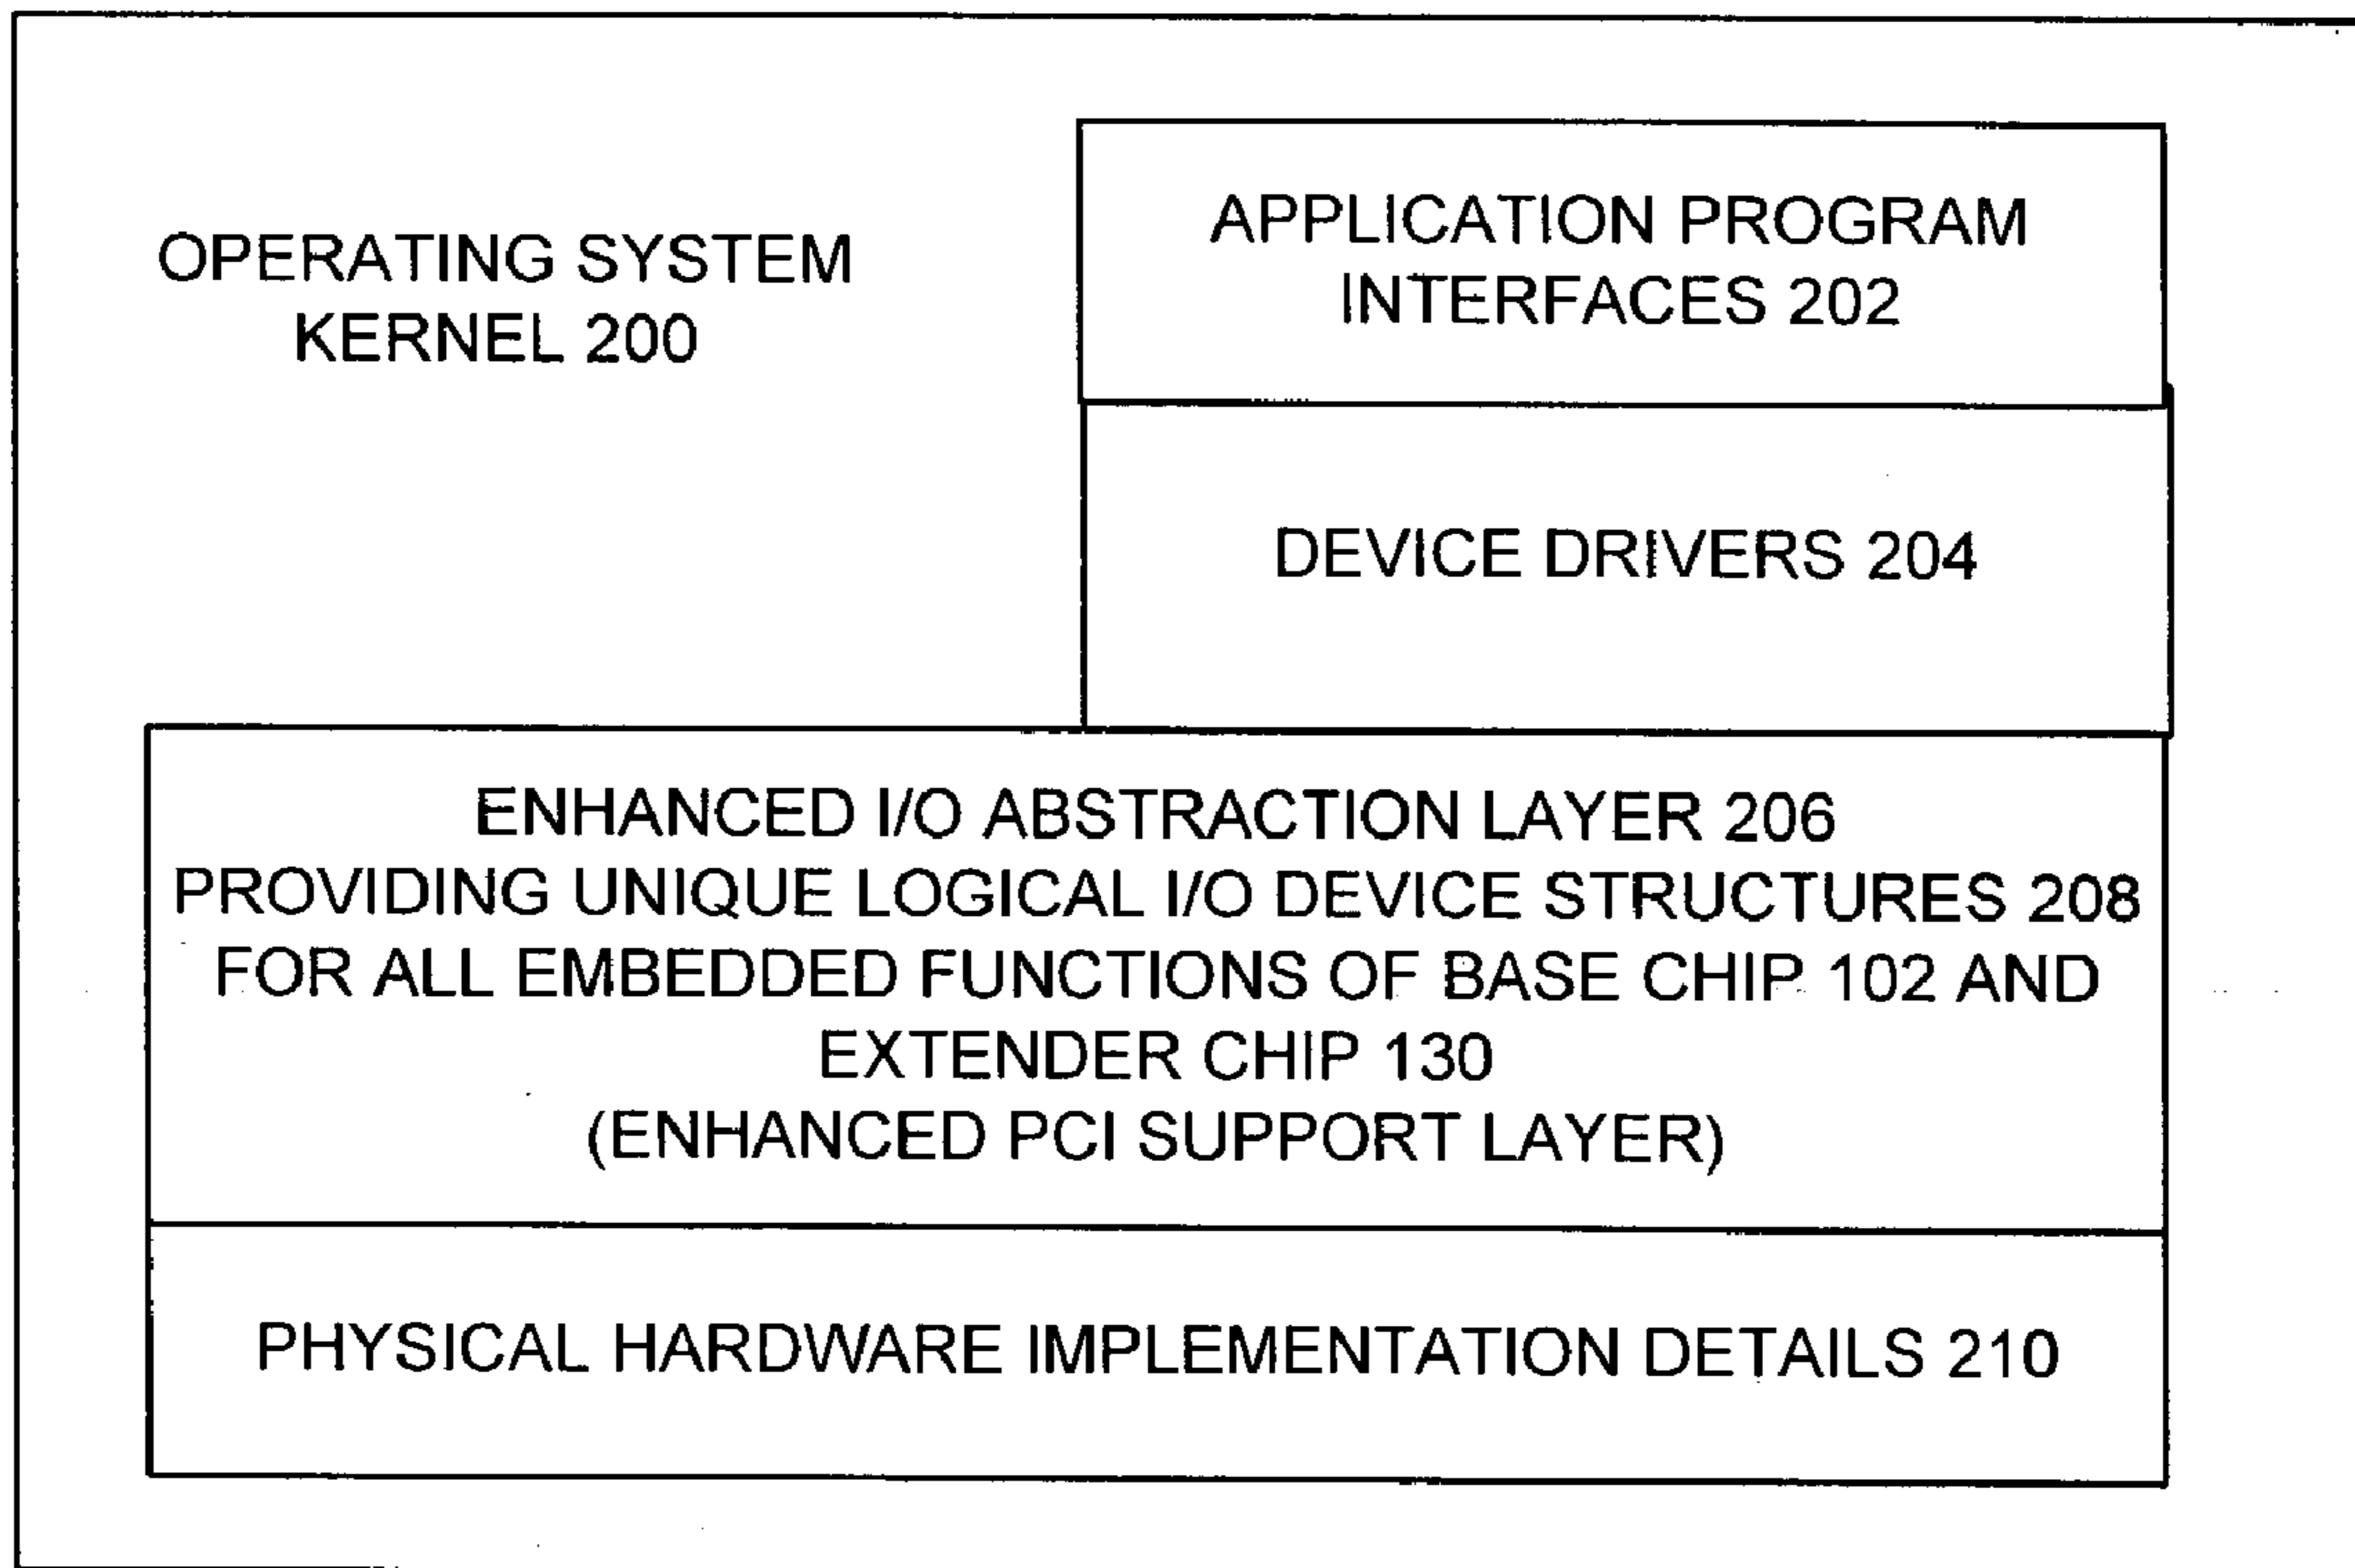 OPERATING SYSTEM
KERNEL 200
APPLICATION PROGRAM
INTERFACES 202
DEVICE DRIVERS 204
ENHANCED I/O ABSTRACTION LAYER 206
PROVIDING UNIQUE LOGICAL I/O DEVICE STRUCTURES 208
FOR ALL EMBEDDED FUNCTIONS OF BASE CHIP 102 AND
EXTENDER CHIP 130
(ENHANCED PCI SUPPORT LAYER)
PHYSICAL HARDWARE IMPLEMENTATION DETAILS 210